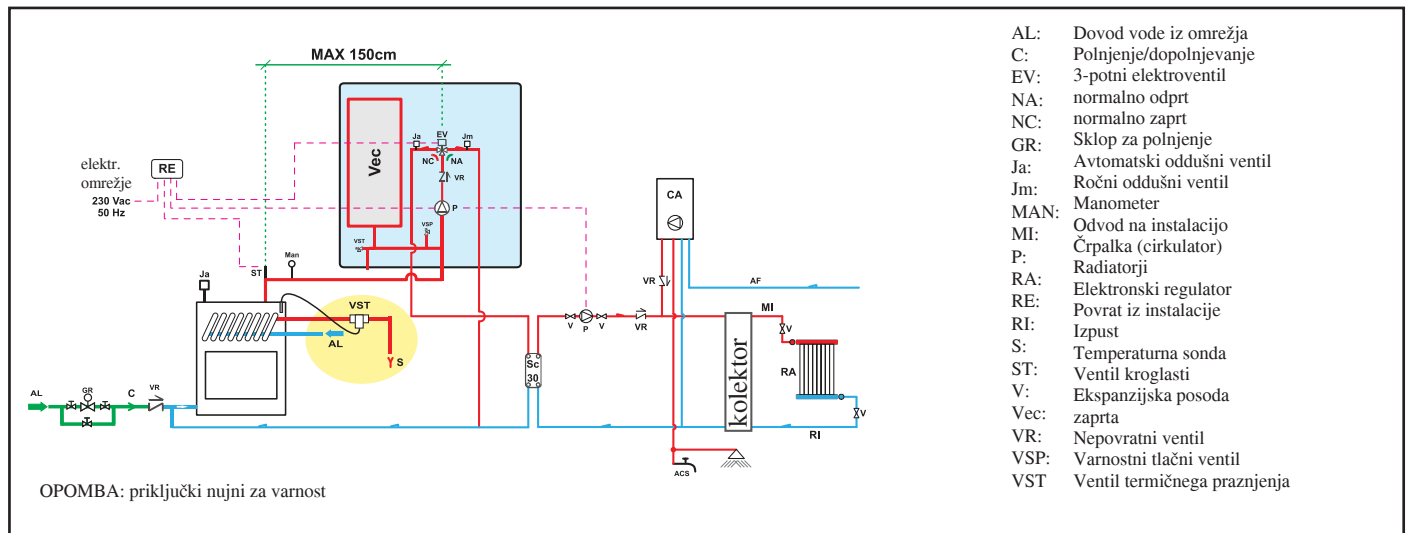 MAX 150cm
Ja
EV
Jm
NC
NA
Vec
VR
P
VSP
VST
elektr.
omrežje
230 Vac
50 Hz
RE
ST
Man
Ja
VST
AL
S
CA
VR
AF
MI
V
P
V
VR
V
RA
V
RI
Sc
30
kolektor
ACS
AL
GR
C
VR
OPOMBA: priključki nujni za varnost
AL: Dovod vode iz omrežja
C: Polnjenje/dopolnjevanje
EV: 3-potni elektroventil
NA: normalno odprt
NC: normalno zaprt
GR: Sklop za polnjenje
Ja: Avtomatski oddušni ventil
Jm: Ročni oddušni ventil
MAN: Manometer
MI: Odvod na instalacijo
P: Črpalka (cirkulator)
RA: Radiatorji
RE: Elektronski regulator
RI: Povrat iz instalacije
S: Izpust
ST: Temperaturna sonda
V: Ventil kroglasti
Vec: Ekspanzijska posoda
zaprta
VR: Nepovratni ventil
VSP: Varnostni tlačni ventil
VST Ventil termičnega praznjenja